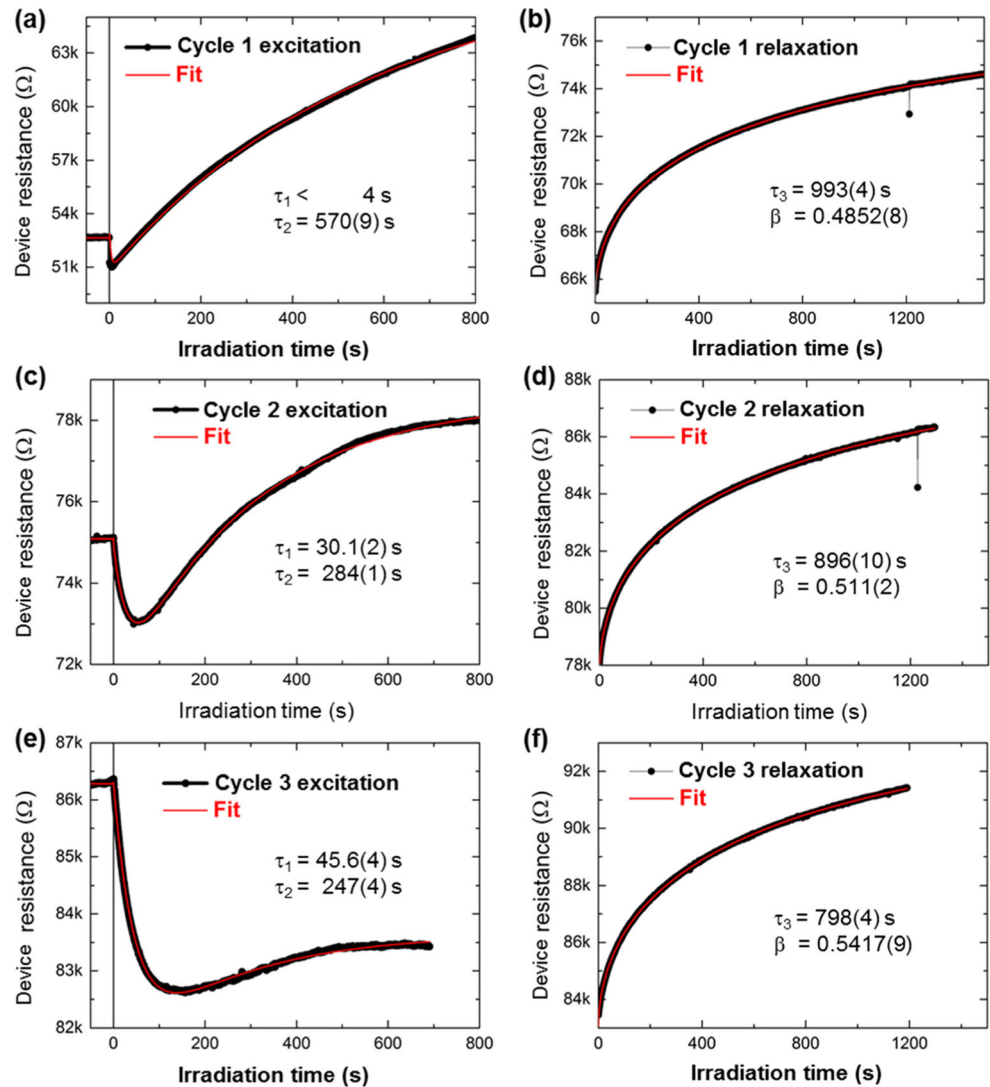 (a)
Device resistance (Ω)
63k
60k
57k
54k
51k
Cycle 1 excitation
Fit
τ1 < 4 s
τ2 = 570(9) s
0 200 400 600 800
Irradiation time (s)
(b)
Device resistance (Ω)
76k
74k
72k
70k
68k
66k
Cycle 1 relaxation
Fit
τ3 = 993(4) s
β = 0.4852(8)
0 400 800 1200
Irradiation time (s)
(c)
Device resistance (Ω)
78k
76k
74k
72k
Cycle 2 excitation
Fit
τ1 = 30.1(2) s
τ2 = 284(1) s
0 200 400 600 800
Irradiation time (s)
(d)
Device resistance (Ω)
88k
86k
84k
82k
80k
78k
Cycle 2 relaxation
Fit
τ3 = 896(10) s
β = 0.511(2)
0 400 800 1200
Irradiation time (s)
(e)
Device resistance (Ω)
87k
86k
85k
84k
83k
82k
Cycle 3 excitation
Fit
τ1 = 45.6(4) s
τ2 = 247(4) s
0 200 400 600 800
Irradiation time (s)
(f)
Device resistance (Ω)
92k
90k
88k
86k
84k
Cycle 3 relaxation
Fit
τ3 = 798(4) s
β = 0.5417(9)
0 400 800 1200
Irradiation time (s)